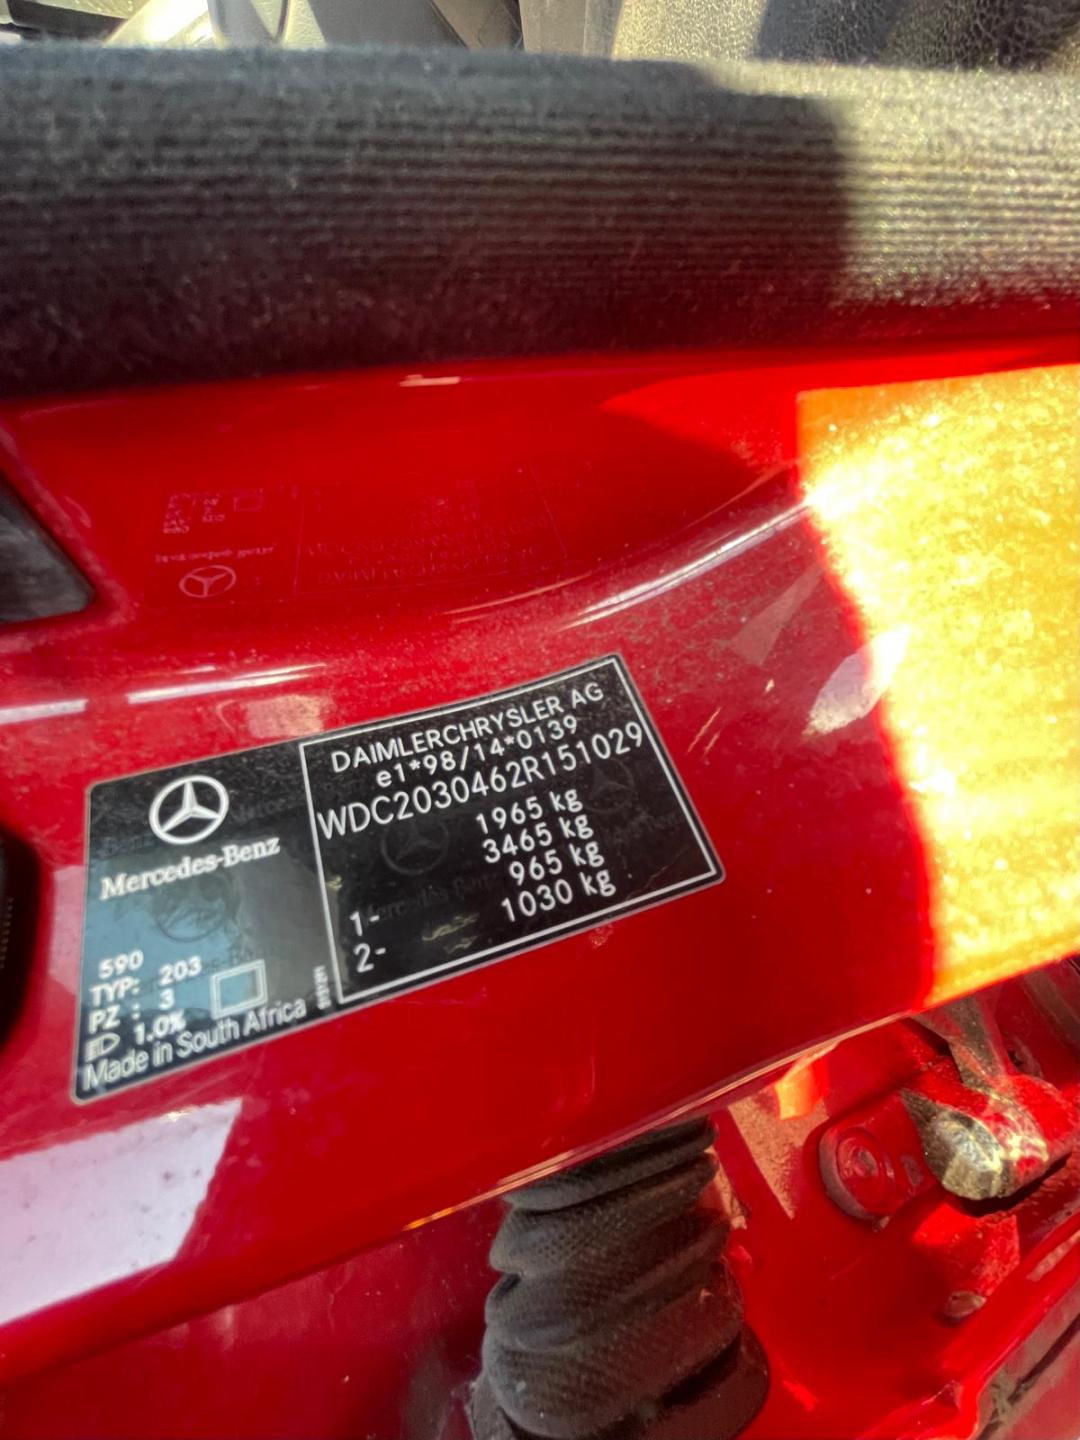 DAIMLERCHRYSLER AG
e1*98/14*0139
WDC2030462R151029
1965 kg
3465 kg
1- 965 kg
2- 1030 kg
Mercedes-Benz
590
TYP: 203
PZ : 3
1.0%
Made in South Africa